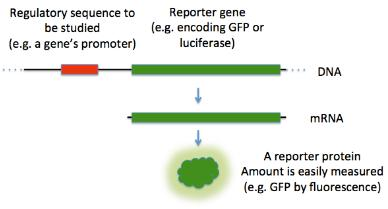 Regulatory sequence to
be studied
(e.g. a gene's promoter)
Reporter gene
(e.g. encoding GFP or
luciferase)
DNA
mRNA
A reporter protein
Amount is easily measured
(e.g. GFP by fluorescence)